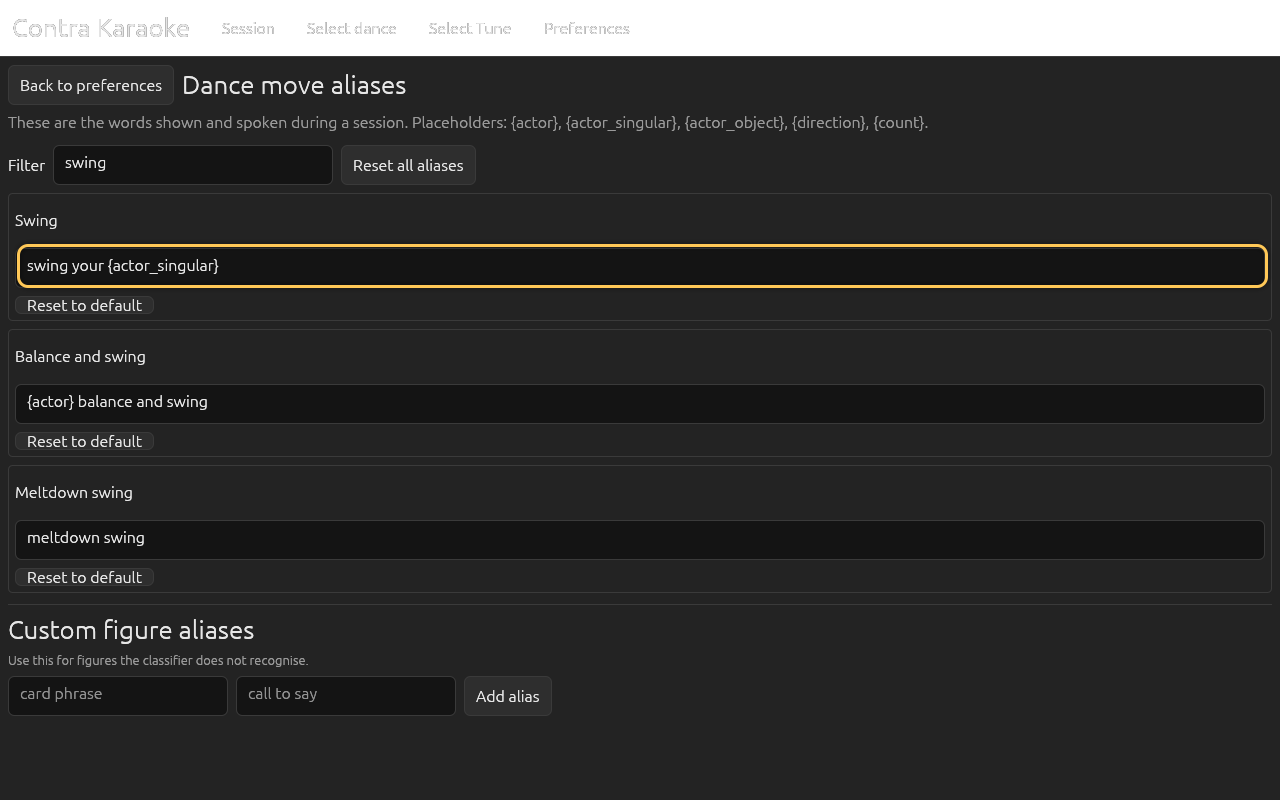 Contra Karaoke Session Select dance Select Tune Preferences
Back to preferences Dance move aliases
These are the words shown and spoken during a session. Placeholders: {actor}, {actor_singular}, {actor_object}, {direction}, {count}.
Filter swing Reset all aliases
Swing
swing your {actor_singular}
Reset to default
Balance and swing
{actor} balance and swing
Reset to default
Meltdown swing
meltdown swing
Reset to default
Custom figure aliases
Use this for figures the classifier does not recognise.
card phrase call to say Add alias